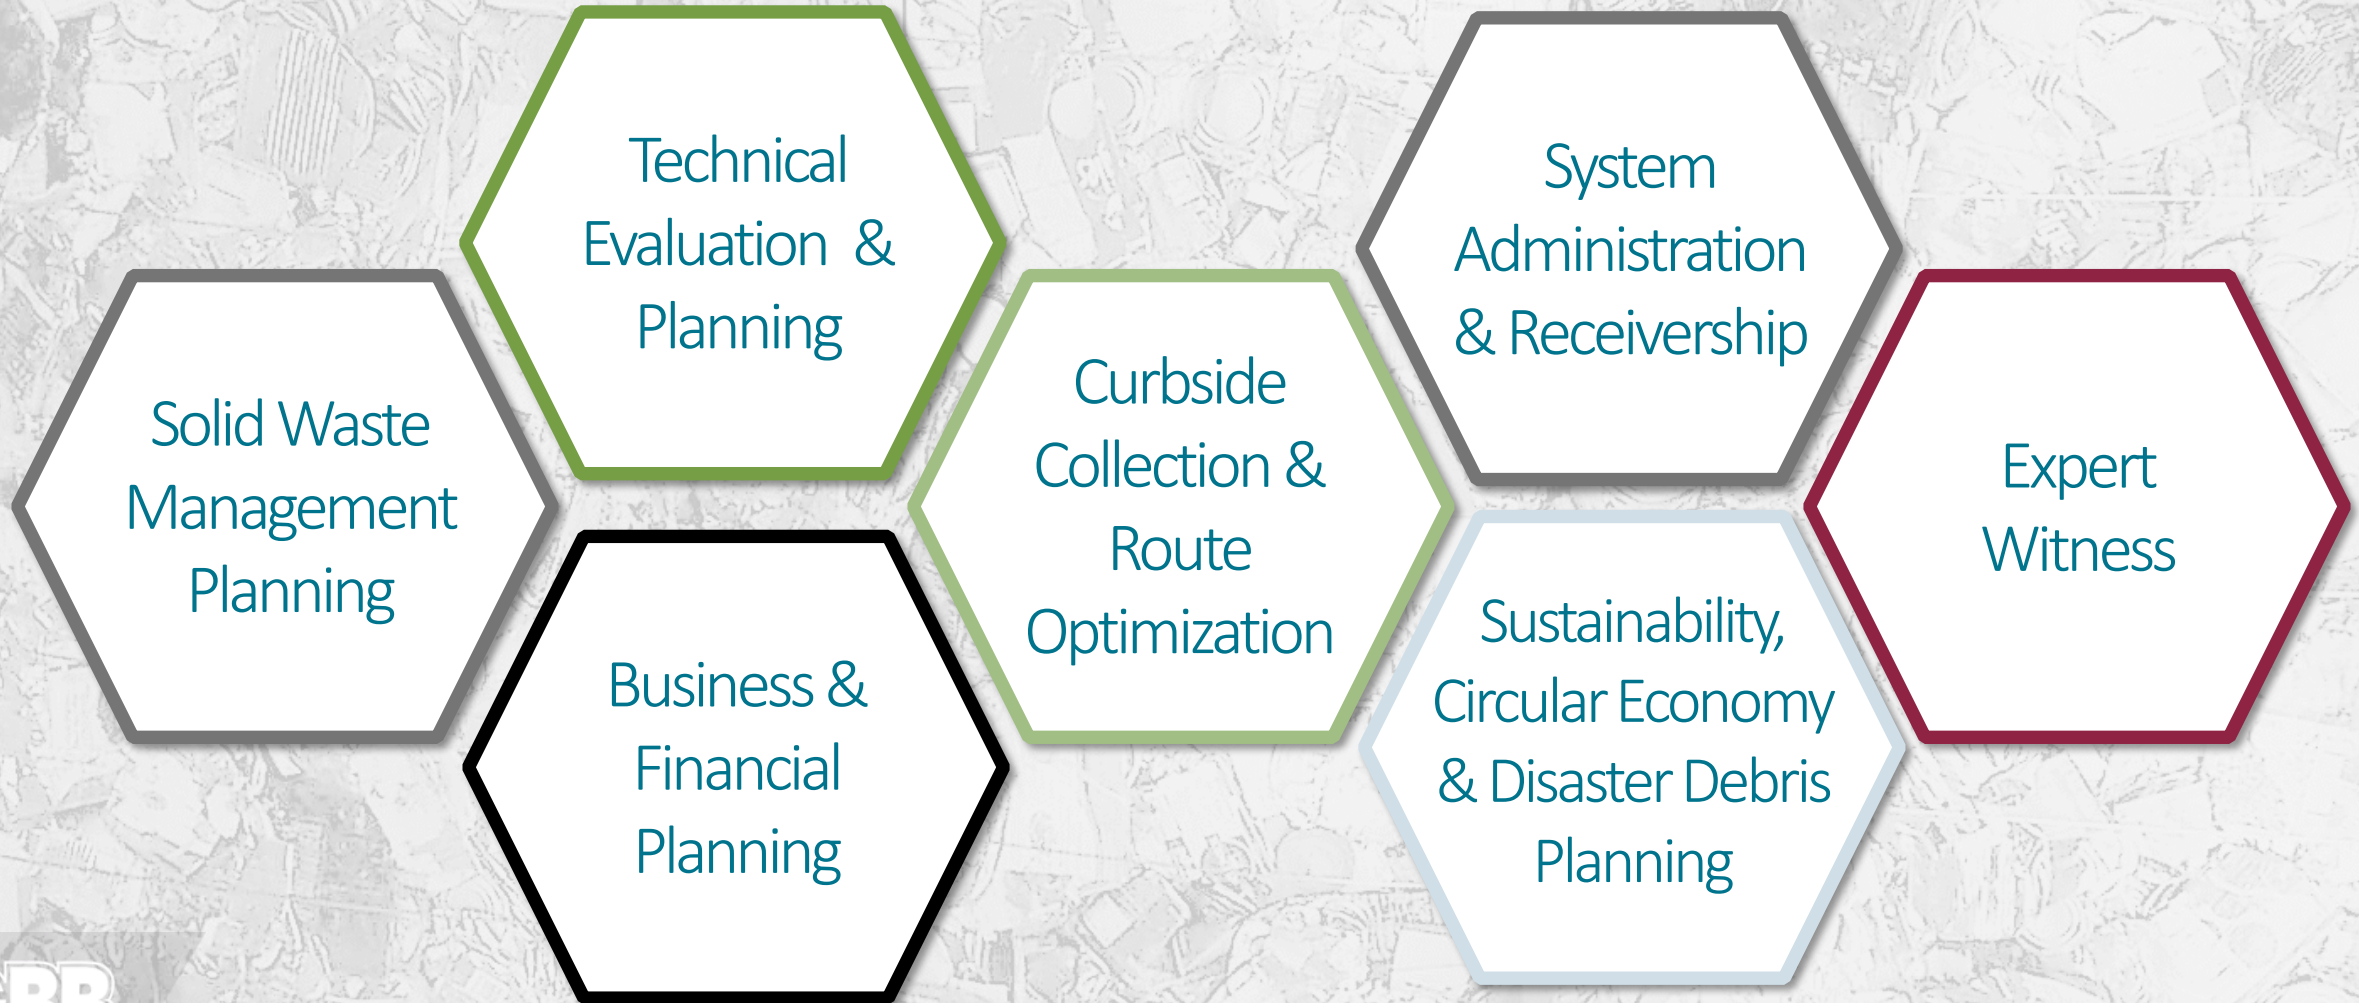 Solid Waste
Management
Planning
Technical
Evaluation & 
Planning
Business &
Financial
Planning
Curbside
Collection &
Route
Optimization
System
Administration
& Receivership
Sustainability,
Circular Economy
& Disaster Debris
Planning
Expert
Witness